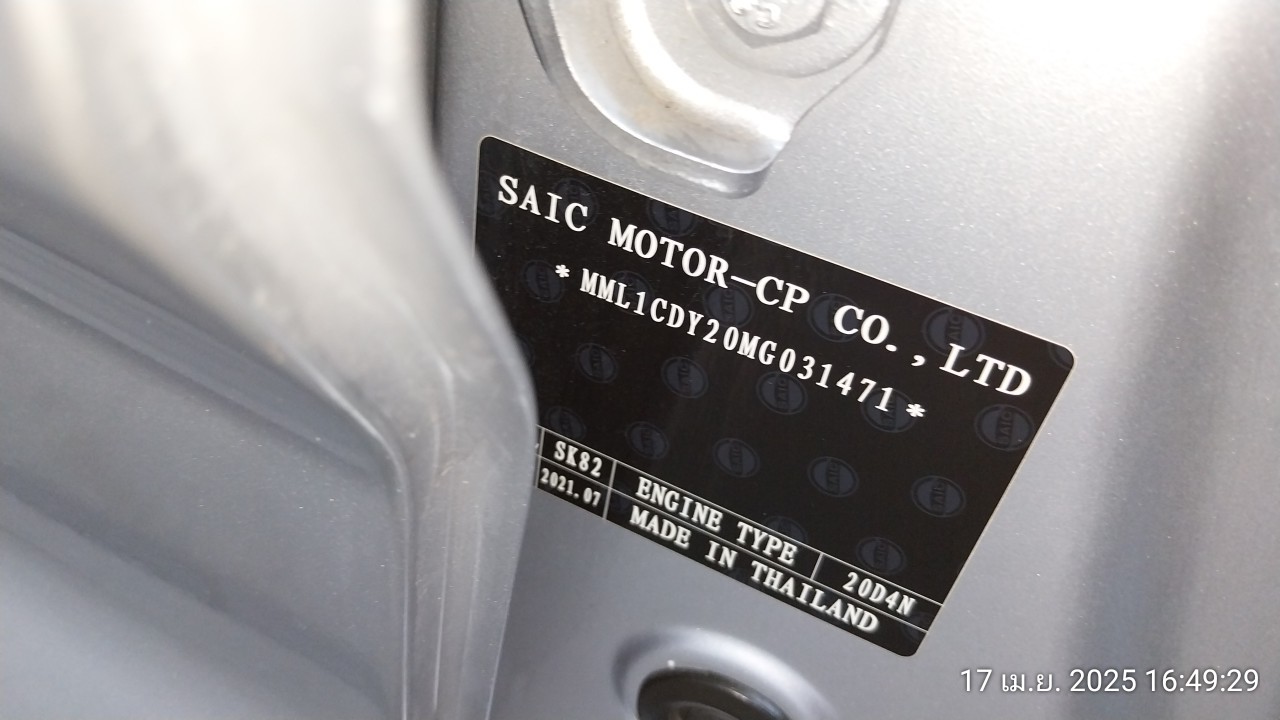 SAIC MOTOR-CP CO., LTD
* MML1CDY20MG031471 *
SK82 ENGINE TYPE 20D4N
2021.07 MADE IN THAILAND
17 เม.ย. 2025 16:49:29